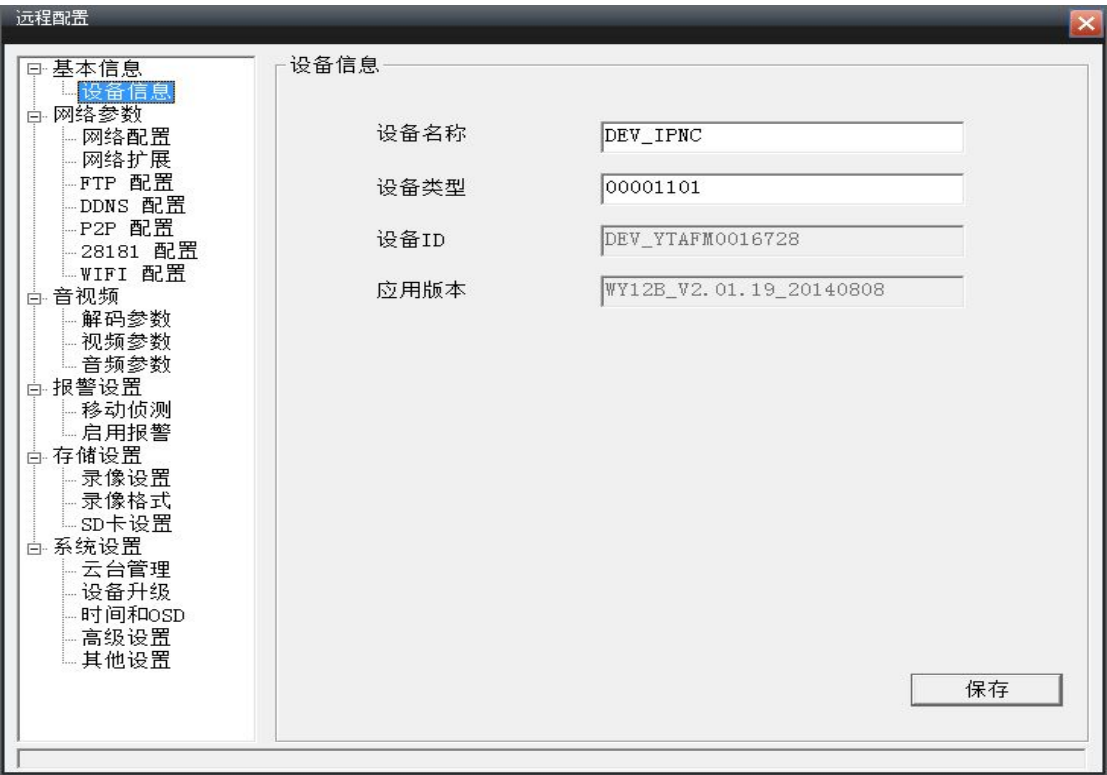 远程配置
基本信息
设备信息
网络参数
网络配置
网络扩展
FTP 配置
DDNS 配置
P2P 配置
28181 配置
WIFI 配置
音视频
解码参数
视频参数
音频参数
报警设置
移动侦测
启用报警
存储设置
录像设置
录像格式
SD卡设置
系统设置
云台管理
设备升级
时间和OSD
高级设置
其他设置
设备信息
设备名称 DEV_IPNC
设备类型 00001101
设备ID DEV_YTAFM0016728
应用版本 WY12B_V2.01.19_20140808
保存